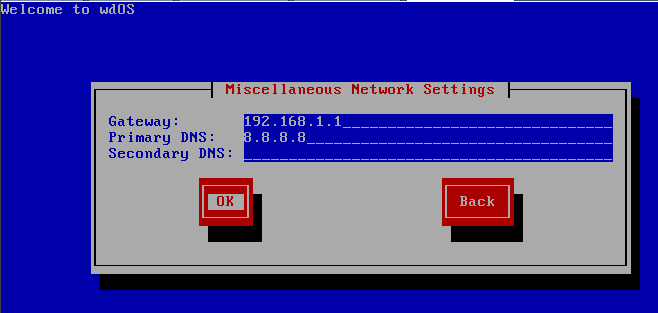 Welcome to wdOS
Miscellaneous Network Settings
Gateway: 192.168.1.1
Primary DNS: 8.8.8.8
Secondary DNS:
OK Back